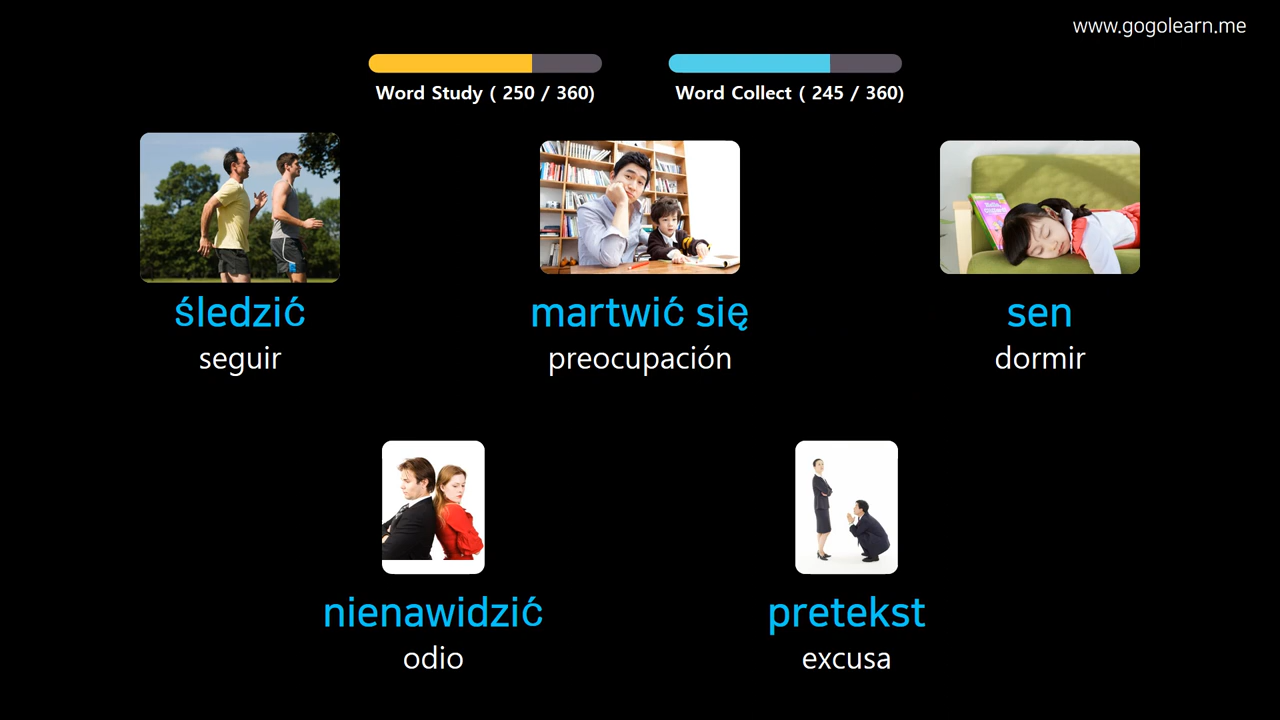 www.gogolearn.me
Word Study ( 250 / 360)
Word Collect ( 245 / 360)
śledzić
seguir
martwić się
preocupación
sen
dormir
nienawidzić
odio
pretekst
excusa